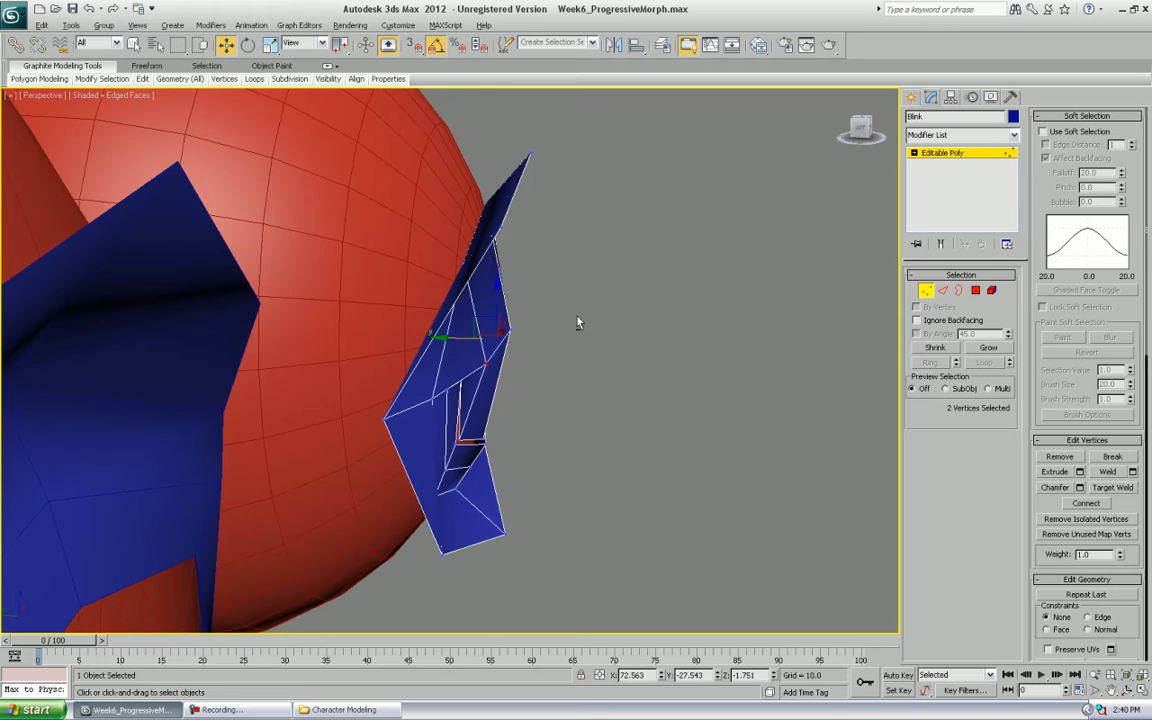 Autodesk 3ds Max 2012 - Unregistered Version Week6_ProgressiveMorph.max
Type a keyword or phrase
Edit Tools Group Views Create Modifiers Animation Graph Editors Rendering Customize MAXScript Help
All View Create Selection Se
Graphite Modeling Tools Freeform Selection Object Paint
Polygon Modeling Modify Selection Edit Geometry (All) Vertices Loops Subdivision Visibility Align Properties
[ + ] [ Perspective ] [ Shaded + Edged Faces ]
LEFT
Blink
Modifier List
Editable Poly
Selection
By Vertex
Ignore Backfacing
By Angle: 45.0
Shrink Grow
Ring Loop
Preview Selection
Off SubObj Multi
2 Vertices Selected
Soft Selection
Use Soft Selection
Edge Distance: 1
Affect Backfacing
Falloff: 20.0
Pinch: 0.0
Bubble: 0.0
20.0 0.0 20.0
Shaded Face Toggle
Lock Soft Selection
Paint Soft Selection
Paint Blur
Revert
Selection Value 1.0
Brush Size 20.0
Brush Strength 1.0
Brush Options
Edit Vertices
Remove Break
Extrude Weld
Chamfer Target Weld
Connect
Remove Isolated Vertices
Remove Unused Map Verts
Weight: 1.0
Edit Geometry
Repeat Last
Constraints
None Edge
Face Normal
Preserve UVs
0 / 100
0 5 10 15 20 25 30 35 40 45 50 55 60 65 70 75 80 85 90 95 100
1 Object Selected X: 72.563 Y: -27.543 Z: -1.751 Grid = 10.0 Auto Key Selected
Max to Physc Click or click-and-drag to select objects Add Time Tag Set Key Key Filters... 0
start Week6_ProgressiveM... Recording... Character Modeling 2:40 PM